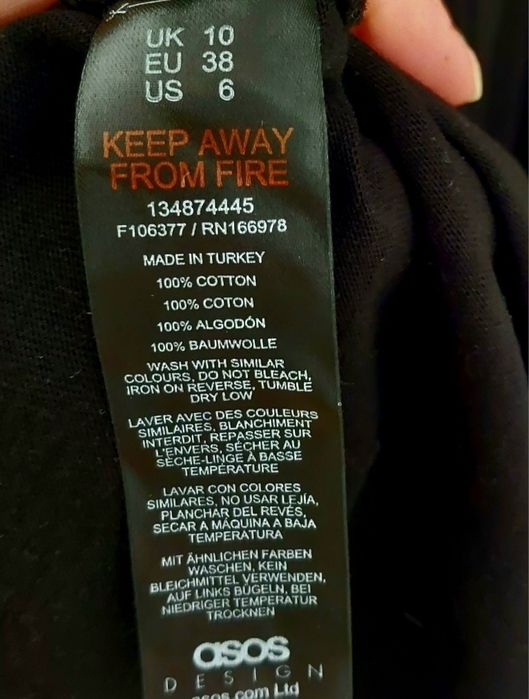 UK 10
EU 38
US 6
KEEP AWAY
FROM FIRE
134874445
F106377 / RN166978
MADE IN TURKEY
100% COTTON
100% COTON
100% ALGODÓN
100% BAUMWOLLE
WASH WITH SIMILAR
COLOURS, DO NOT BLEACH,
IRON ON REVERSE, TUMBLE
DRY LOW
LAVER AVEC DES COULEURS
SIMILAIRES, BLANCHIMENT
INTERDIT, REPASSER SUR
L'ENVERS, SÉCHER AU
SÈCHE-LINGE À BASSE
TEMPÉRATURE
LAVAR CON COLORES
SIMILARES, NO USAR LEJÍA,
PLANCHAR DEL REVÉS,
SECAR A MÁQUINA A BAJA
TEMPERATURA
MIT ÄHNLICHEN FARBEN
WASCHEN, KEIN
BLEICHMITTEL VERWENDEN,
AUF LINKS BÜGELN, BEI
NIEDRIGER TEMPERATUR
TROCKNEN
asos
DESIGN
asos.com Ltd